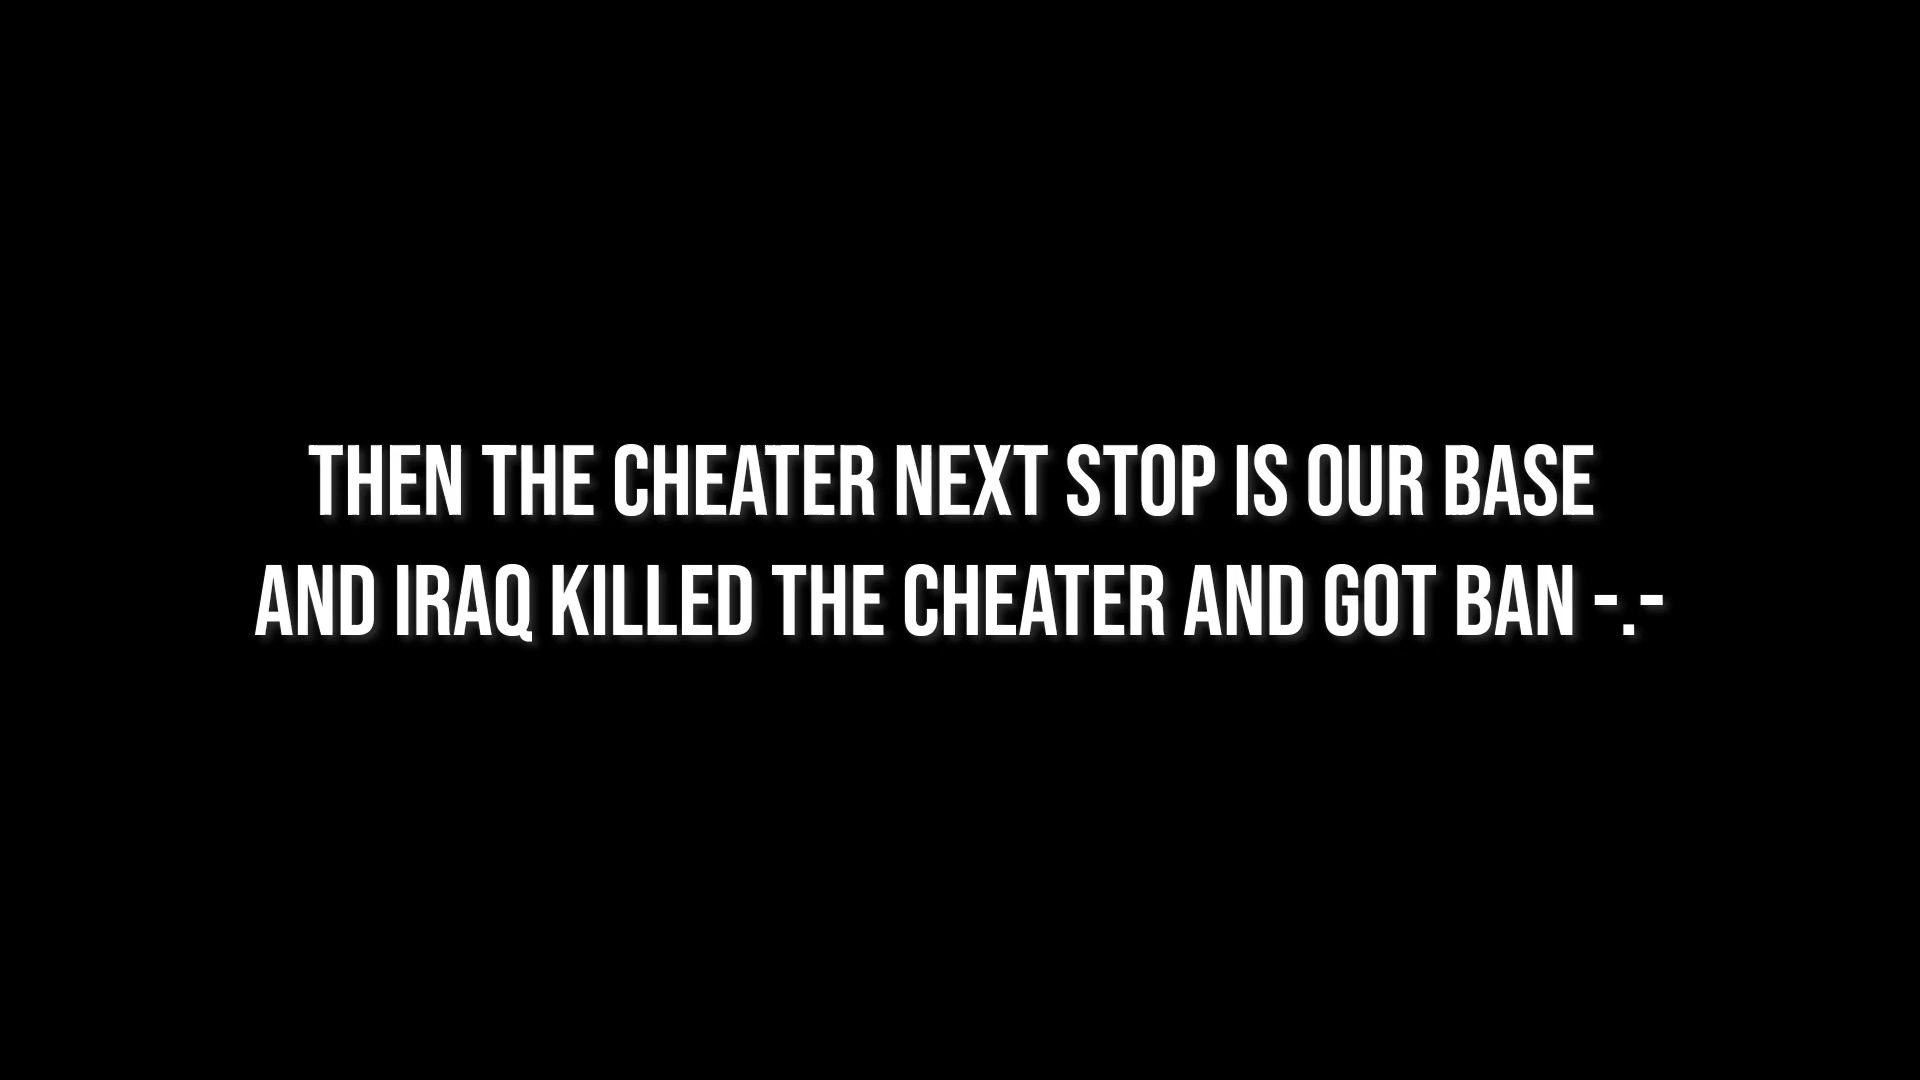 THEN THE CHEATER NEXT STOP IS OUR BASE
AND IRAQ KILLED THE CHEATER AND GOT BAN -.-